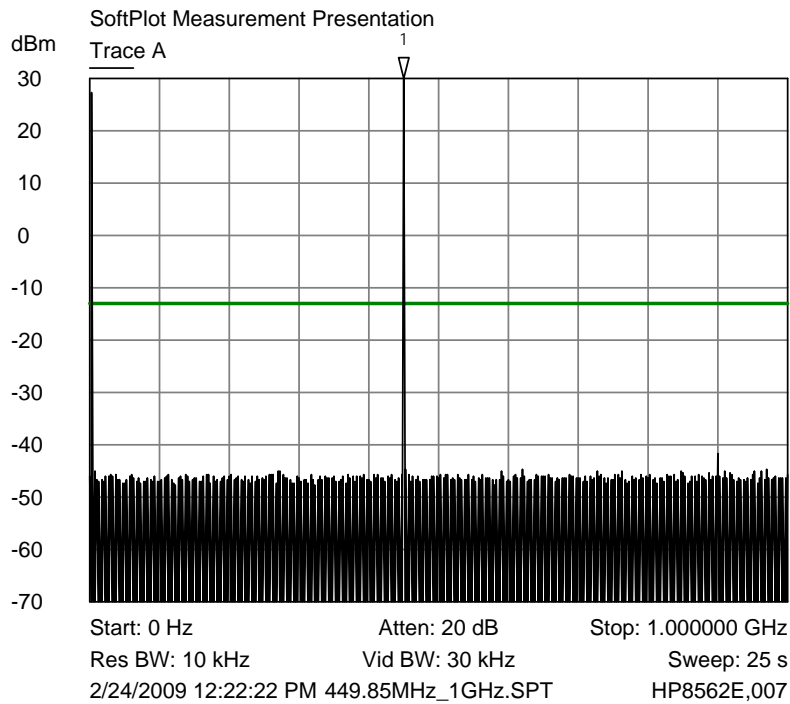 SoftPlot Measurement Presentation
dBm
Trace A
1
30
20
10
0
-10
-20
-30
-40
-50
-60
-70
Start: 0 Hz Atten: 20 dB Stop: 1.000000 GHz
Res BW: 10 kHz Vid BW: 30 kHz Sweep: 25 s
2/24/2009 12:22:22 PM 449.85MHz_1GHz.SPT HP8562E,007